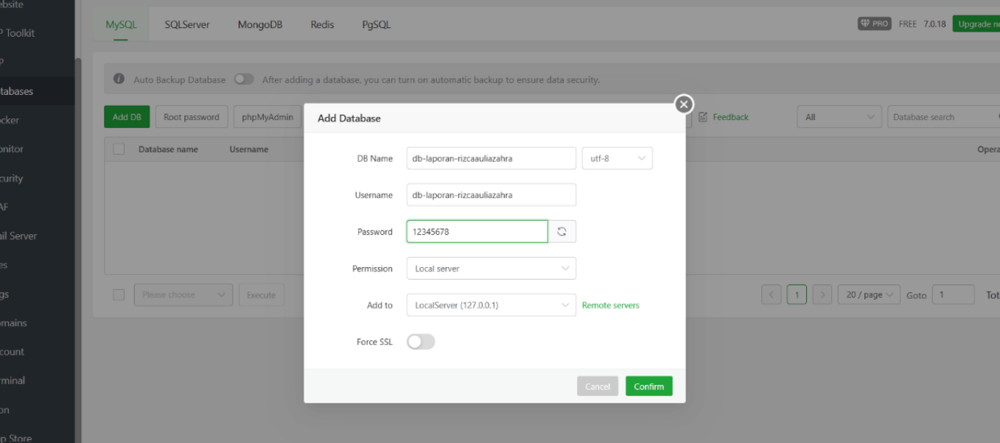 ebsite
MySQL SQLServer MongoDB Redis PgSQL PRO FREE 7.0.18 Upgrade no
P Toolkit
P
Auto Backup Database After adding a database, you can turn on automatic backup to ensure data security.
tabases
Add DB Root password phpMyAdmin Feedback All Database search
ocker
Add Database
onitor
Database name Username Opera
DB Name db-laporan-rizcaauliazahra utf-8
curity
Username db-laporan-rizcaauliazahra
AF
Password 12345678
ail Server
Permission Local server
es
Please choose Execute 1 20 / page Goto 1 Tot
gs
Add to LocalServer (127.0.0.1) Remote servers
omains
Force SSL
count
Cancel Confirm
rminal
on
p Store